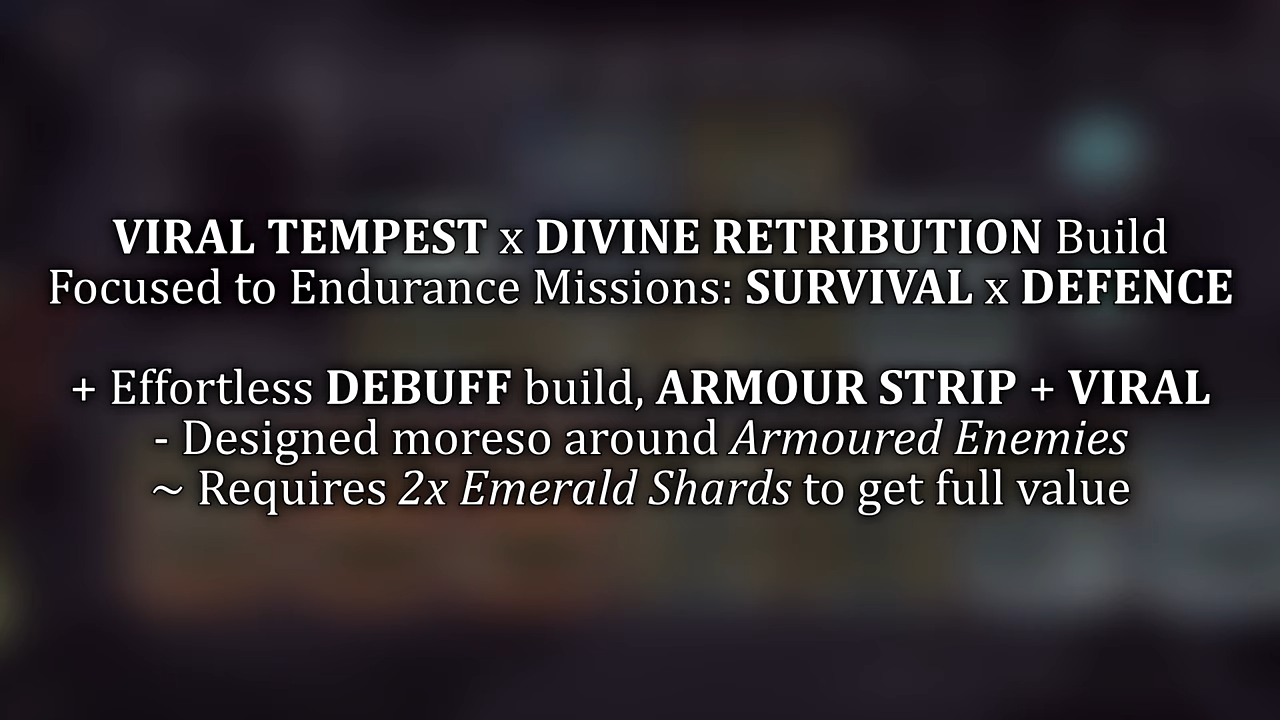 VIRAL TEMPEST x DIVINE RETRIBUTION Build
Focused to Endurance Missions: SURVIVAL x DEFENCE
+ Effortless DEBUFF build, ARMOUR STRIP + VIRAL
- Designed moreso around Armoured Enemies
~ Requires 2x Emerald Shards to get full value